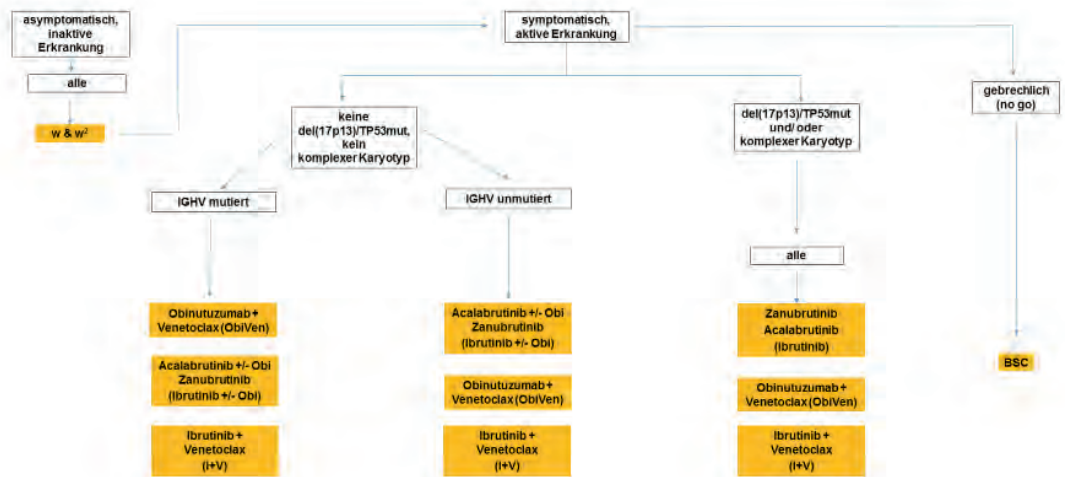 asymptomatisch,
inaktive
Erkrankung
symptomatisch,
aktive Erkrankung
alle
gebrechlich
(no go)
w & w²
keine
del(17p13)/TP53mut,
kein
komplexer Karyotyp
del(17p13)/TP53mut
und/ oder
komplexer Karyotyp
IGHV mutiert
IGHV unmutiert
alle
Obinutuzumab +
Venetoclax (ObiVen)
Acalabrutinib +/- Obi
Zanubrutinib
(Ibrutinib +/- Obi)
Ibrutinib +
Venetoclax
(I+V)
Acalabrutinib +/- Obi
Zanubrutinib
(Ibrutinib +/- Obi)
Obinutuzumab +
Venetoclax (ObiVen)
Ibrutinib +
Venetoclax
(I+V)
Zanubrutinib
Acalabrutinib
(Ibrutinib)
Obinutuzumab +
Venetoclax (ObiVen)
Ibrutinib +
Venetoclax
(I+V)
BSC